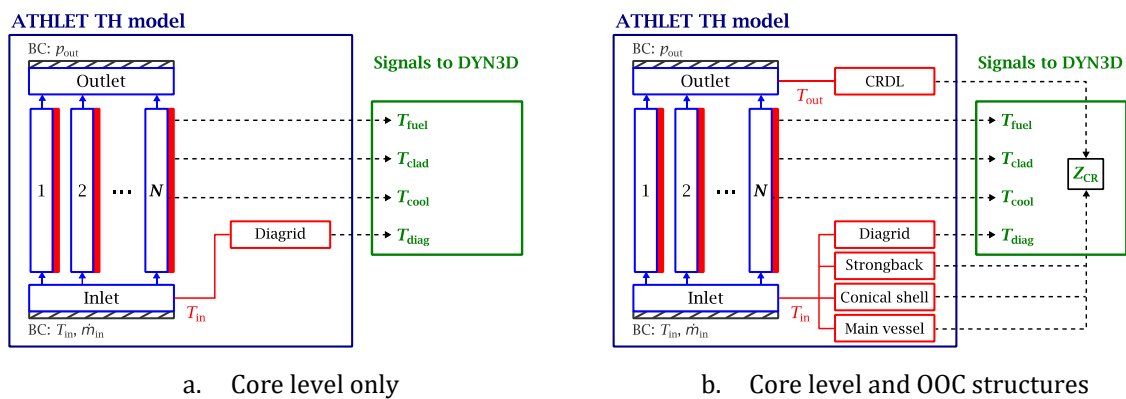 ATHLET TH model
BC: p_out
Outlet
Signals to DYN3D
T_fuel
T_clad
1
2
...
N
T_cool
Diagrid
T_diag
Inlet
T_in
BC: T_in, ṁ_in
a. Core level only
ATHLET TH model
BC: p_out
Outlet
CRDL
Signals to DYN3D
T_out
T_fuel
T_clad
Z_CR
1
2
...
N
T_cool
Diagrid
T_diag
Strongback
Inlet
Conical shell
T_in
Main vessel
BC: T_in, ṁ_in
b. Core level and OOC structures